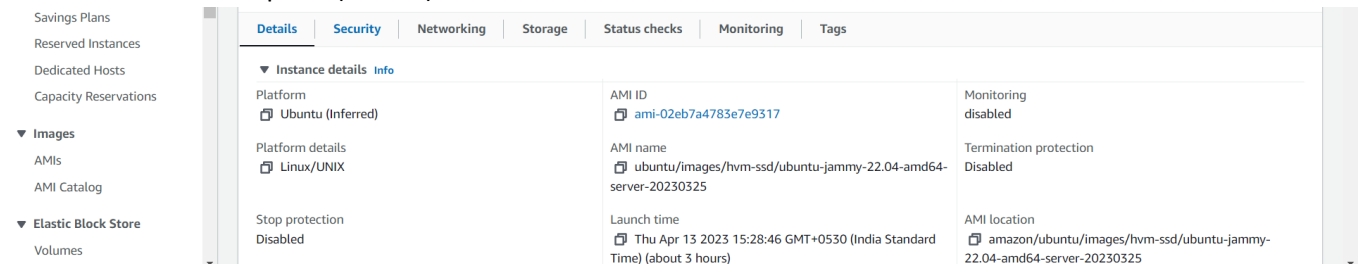 Savings Plans
Reserved Instances
Dedicated Hosts
Capacity Reservations
Images
AMIs
AMI Catalog
Elastic Block Store
Volumes
Details Security Networking Storage Status checks Monitoring Tags
Instance details Info
Platform
Ubuntu (Inferred)
AMI ID
ami-02eb7a4783e7e9317
Monitoring
disabled
Platform details
Linux/UNIX
AMI name
ubuntu/images/hvm-ssd/ubuntu-jammy-22.04-amd64-
server-20230325
Termination protection
Disabled
Stop protection
Disabled
Launch time
Thu Apr 13 2023 15:28:46 GMT+0530 (India Standard
Time) (about 3 hours)
AMI location
amazon/ubuntu/images/hvm-ssd/ubuntu-jammy-
22.04-amd64-server-20230325